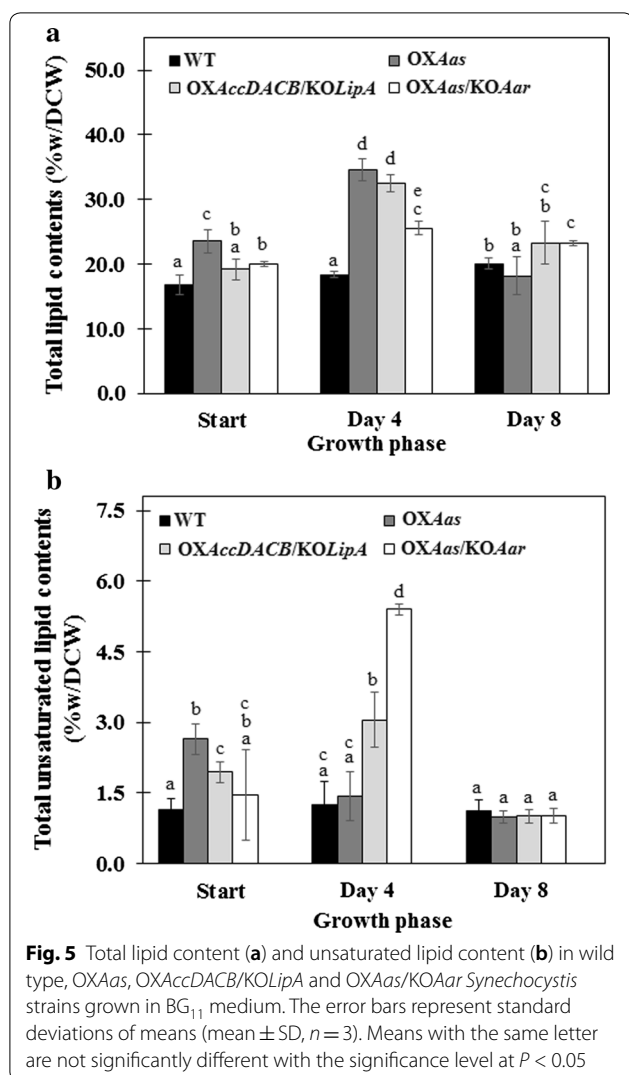 a
WT OXAas
OXAccDACB/KOLipA OXAas/KOAar
Total lipid contents (%w/DCW)
50.0
40.0
30.0
20.0
10.0
0.0
a c b a b
a d d e c
b b a c b c
Start Day 4 Day 8
Growth phase
b
WT OXAas
OXAccDACB/KOLipA OXAas/KOAar
Total unsaturated lipid contents
(%w/DCW)
7.5
6.0
4.5
3.0
1.5
0.0
a b c c b a
c a c a b d
a a a a
Start Day 4 Day 8
Growth phase
Fig. 5 Total lipid content (a) and unsaturated lipid content (b) in wild
type, OXAas, OXAccDACB/KOLipA and OXAas/KOAar Synechocystis
strains grown in BG11 medium. The error bars represent standard
deviations of means (mean ± SD, n = 3). Means with the same letter
are not significantly different with the significance level at P < 0.05